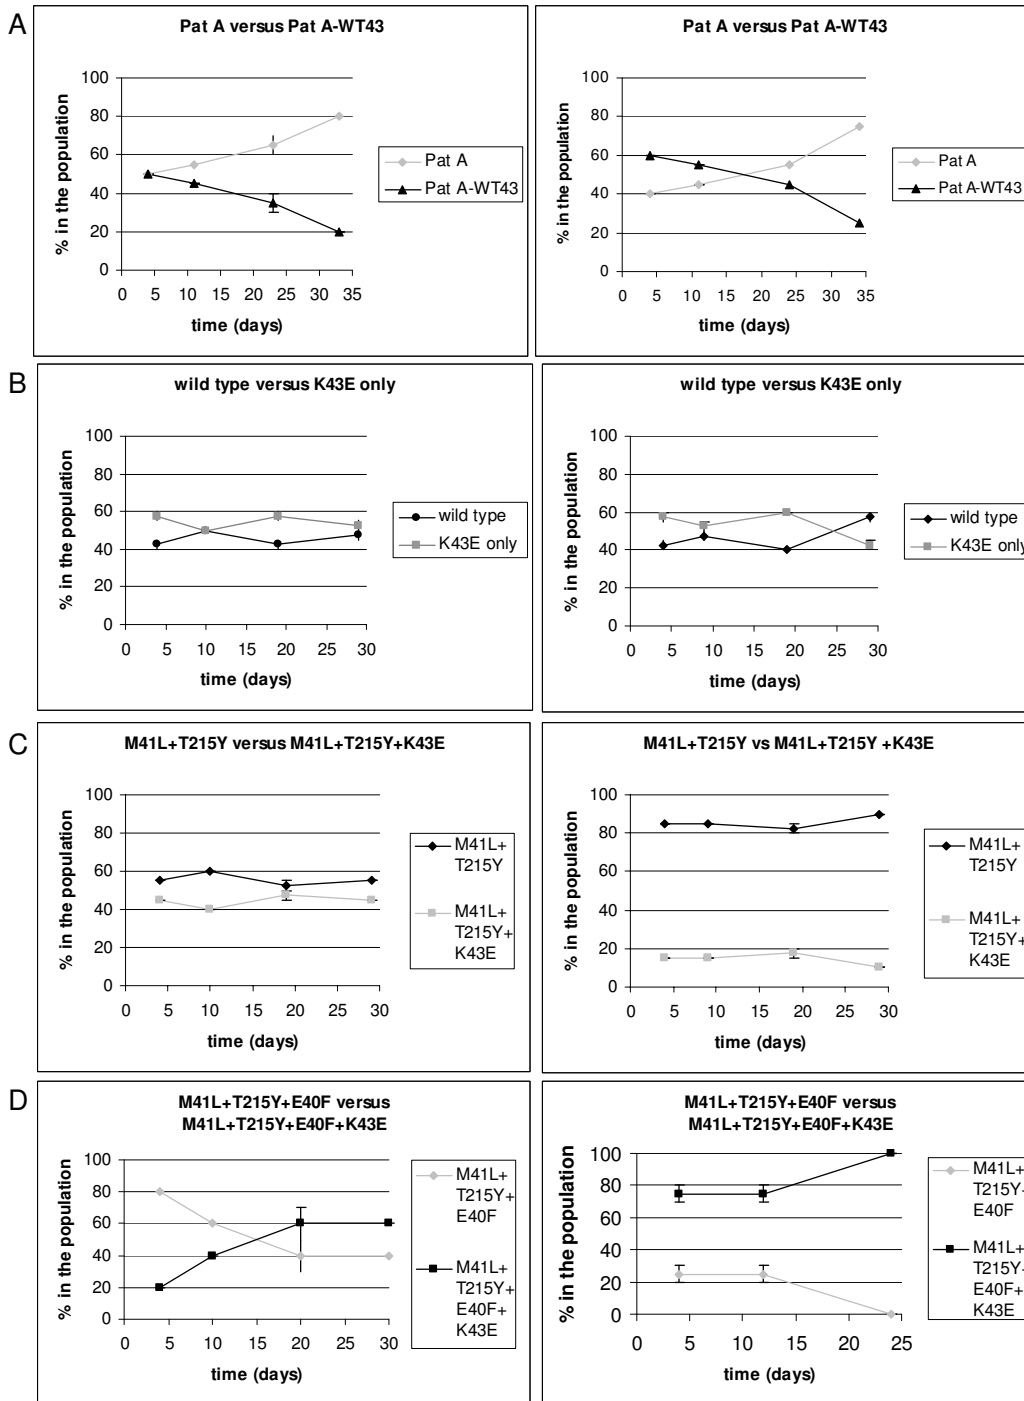 A
Pat A versus Pat A-WT43
100
80
60
40
20
0
% in the population
0 5 10 15 20 25 30 35
time (days)
Pat A
Pat A-WT43
Pat A versus Pat A-WT43
100
80
60
40
20
0
% in the population
0 5 10 15 20 25 30 35
time (days)
Pat A
Pat A-WT43
B
wild type versus K43E only
100
80
60
40
20
0
% in the population
0 5 10 15 20 25 30
time (days)
wild type
K43E only
wild type versus K43E only
100
80
60
40
20
0
% in the population
0 5 10 15 20 25 30
time (days)
wild type
K43E only
C
M41L+T215Y versus M41L+T215Y+K43E
100
80
60
40
20
0
% in the population
0 5 10 15 20 25 30
time (days)
M41L+
T215Y
M41L+
T215Y+
K43E
M41L+T215Y vs M41L+T215Y +K43E
100
80
60
40
20
0
% in the population
0 5 10 15 20 25 30
time (days)
M41L+
T215Y
M41L+
T215Y+
K43E
D
M41L+T215Y+E40F versus
M41L+T215Y+E40F+K43E
100
80
60
40
20
0
% in the population
0 5 10 15 20 25 30
time (days)
M41L+
T215Y+
E40F
M41L+
T215Y+
E40F+
K43E
M41L+T215Y+E40F versus
M41L+T215Y+E40F+K43E
100
80
60
40
20
0
% in the population
0 5 10 15 20 25
time (days)
M41L+
T215Y+
E40F
M41L+
T215Y+
E40F+
K43E